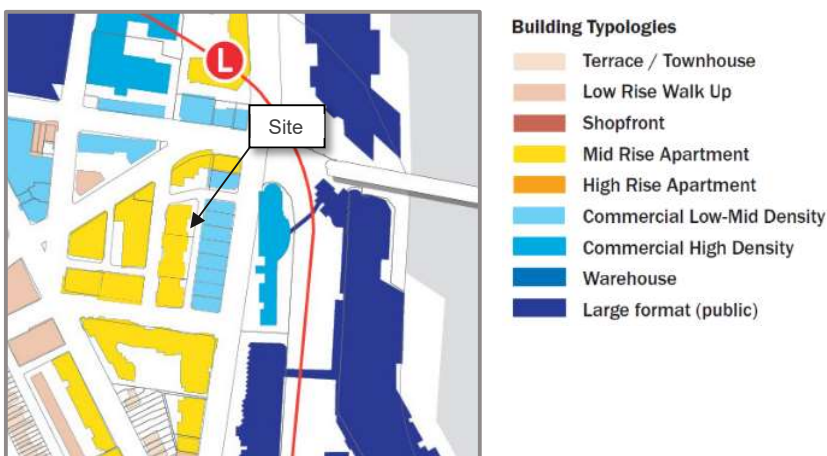 L
Site
Building Typologies
Terrace / Townhouse
Low Rise Walk Up
Shopfront
Mid Rise Apartment
High Rise Apartment
Commercial Low-Mid Density
Commercial High Density
Warehouse
Large format (public)